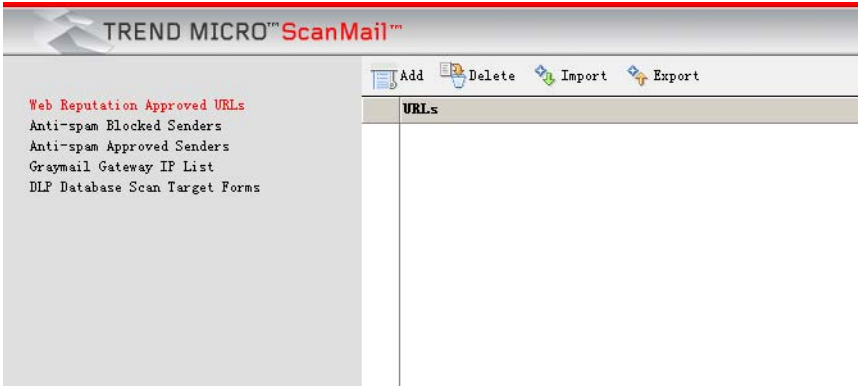 TREND MICRO™ ScanMail™
Add Delete Import Export
Web Reputation Approved URLs
Anti-spam Blocked Senders
Anti-spam Approved Senders
Graymail Gateway IP List
DLP Database Scan Target Forms
URLs